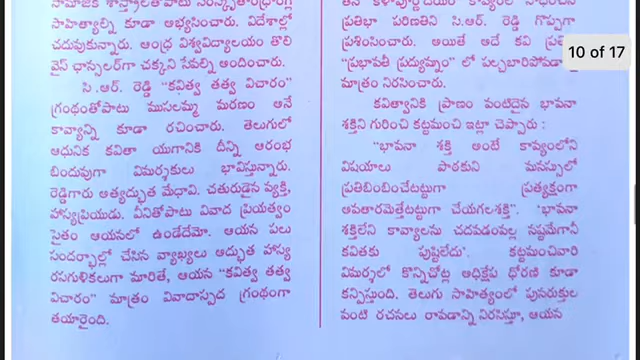 సామాజిక శాస్త్రాలతోపాటు సంస్కృతాంధ్రాంగ్ల
సాహిత్యాల్ని కూడా అభ్యసించారు. విదేశాల్లో
చదువుకున్నారు. ఆంధ్ర విశ్వవిద్యాలయం తొలి
వైస్ ఛాన్సలర్‌గా చక్కని సేవల్ని అందించారు.
సి.ఆర్. రెడ్డి "కవిత్వ తత్వ విచారం"
గ్రంథంతోపాటు ముసలమ్మ మరణం అనే
కావ్యాన్ని కూడా రచించారు. తెలుగులో
ఆధునిక కవితా యుగానికి దీన్ని ఆరంభ
బిందువుగా విమర్శకులు భావిస్తున్నారు.
రెడ్డిగారు అత్యద్భుత మేధావి. చతురుడైన వ్యక్తి,
హాస్యప్రియుడు. వీనితోపాటు వివాద ప్రియత్వం
సైతం ఆయనలో ఉండేదేమో. ఆయన పలు
సందర్భాల్లో చేసిన వ్యాఖ్యలు అద్భుత హాస్య
రసగుళికలుగా మారితే, ఆయన "కవిత్వ తత్వ
విచారం" మాత్రం వివాదాస్పద గ్రంథంగా
తయారైంది.
తన కళాపూర్ణోదయం కావ్యంలో సాధించిన
ప్రతిభా పరిణతిని సి.ఆర్. రెడ్డి గొప్పగా
ప్రశంసించారు. అయితే అదే కవి
"ప్రభావతీ ప్రద్యుమ్నం" లో
మాత్రం నిరసించారు.
10 of 17
కవిత్వానికి ప్రాణం వంటిదైన భావనా
శక్తిని గురించి కట్టమంచి ఇట్లా చెప్పారు :
"భావనా శక్తి అంటే కావ్యంలోని
విషయాలు పాఠకుని మనస్సులో
ప్రతిబింబించేటట్టుగా ప్రత్యక్షంగా
అవతారమెత్తేటట్టుగా చేయగలశక్తి". 'భావనా
శక్తిలేని కావ్యాలను చదవడంవల్ల నష్టమేగానీ
కవితకు పుష్టిలేదు'. కట్టమంచివారి
విమర్శలో కొన్నిచోట్ల అధిక్షేప ధోరణి కూడా
కన్పిస్తుంది. తెలుగు సాహిత్యంలో పునరుక్తుల
వంటి రచనలు రావడాన్ని నిరసిస్తూ, ఆయన